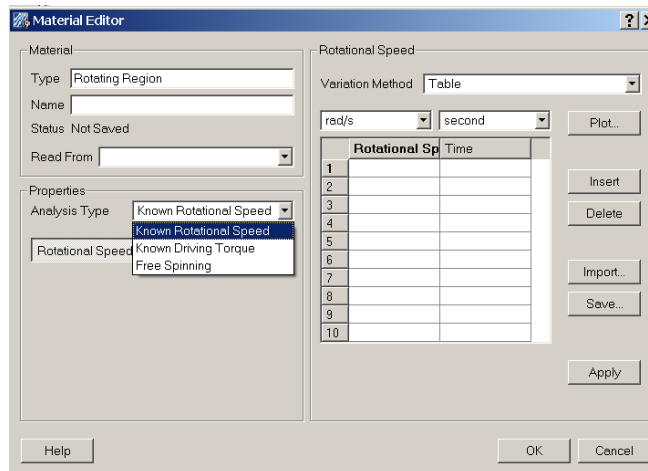 Material Editor
Material
Type Rotating Region
Name
Status Not Saved
Read From
Properties
Analysis Type Known Rotational Speed
Known Rotational Speed
Known Driving Torque
Free Spinning
Rotational Speed
Rotational Speed
Variation Method Table
rad/s second
Plot...
Rotational Sp Time
1
2
3
4
5
6
7
8
9
10
Insert
Delete
Import...
Save...
Apply
Help
OK
Cancel